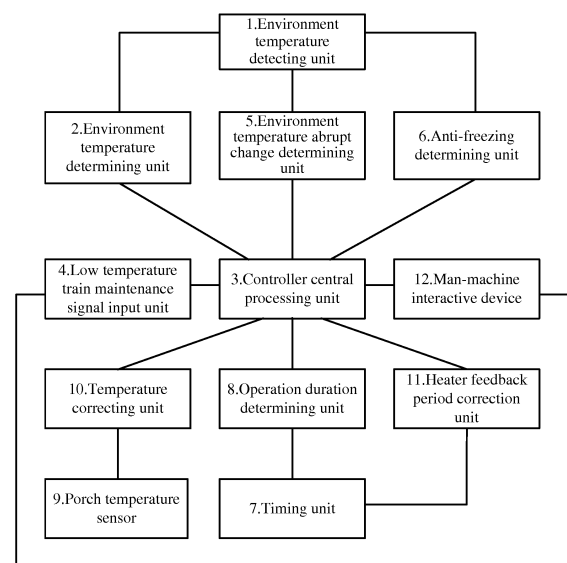 1.Environment
temperature
detecting unit
2.Environment
temperature
determining unit
5.Environment
temperature abrupt
change determining
unit
6.Anti-freezing
determining unit
4.Low temperature
train maintenance
signal input unit
3.Controller central
processing unit
12.Man-machine
interactive device
10.Temperature
correcting unit
8.Operation duration
determining unit
11.Heater feedback
period correction
unit
9.Porch temperature
sensor
7.Timing unit